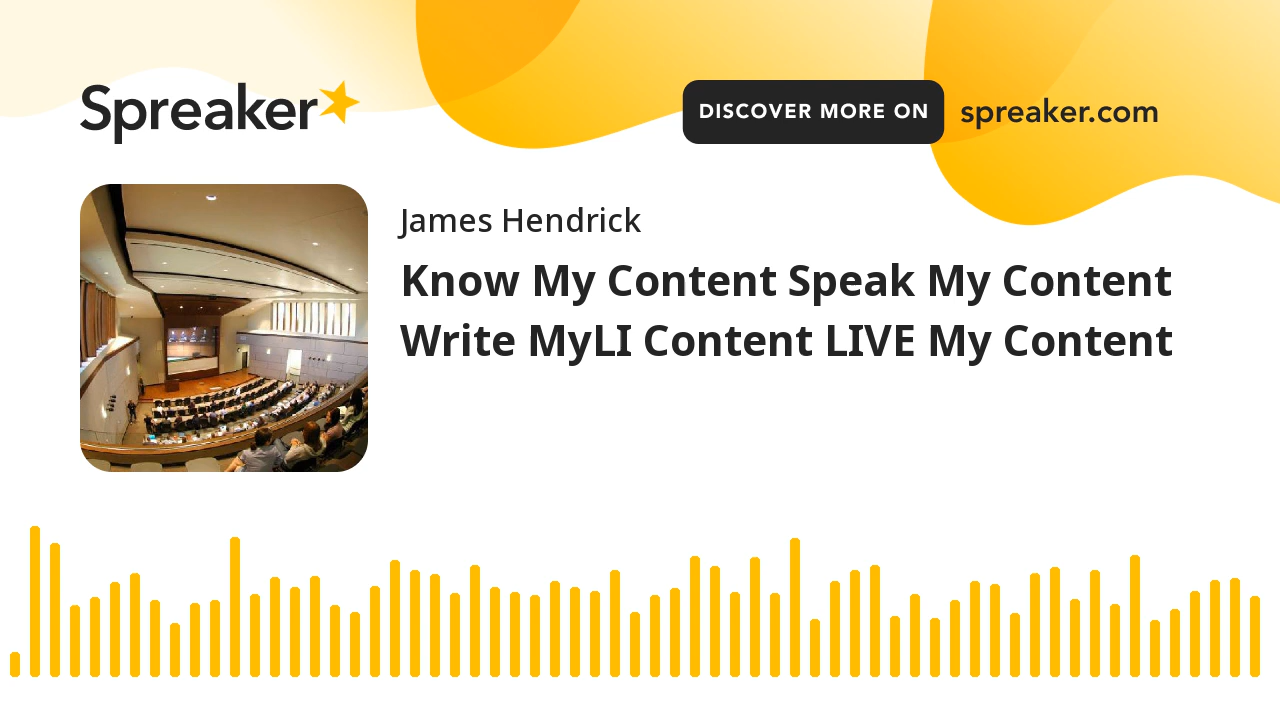 Spreaker
DISCOVER MORE ON spreaker.com
James Hendrick
Know My Content Speak My Content
Write MyLI Content LIVE My Content